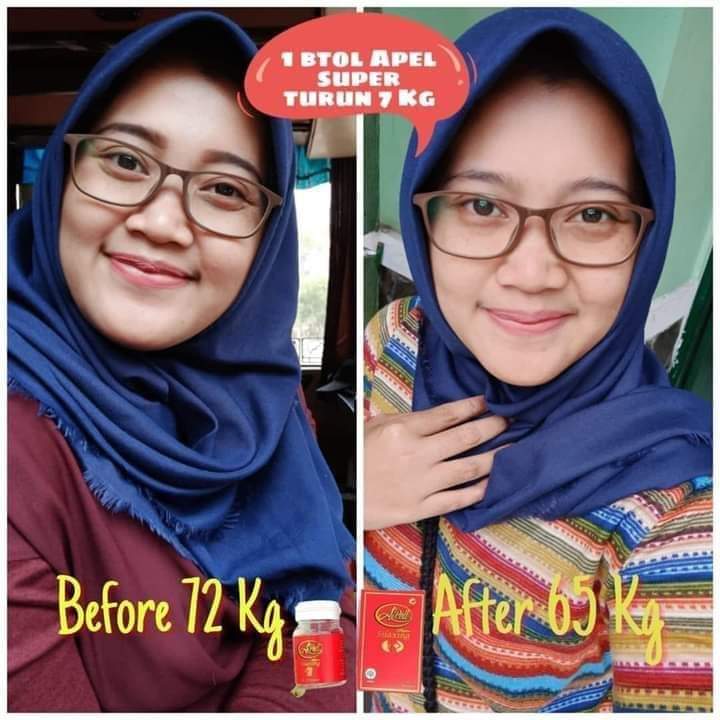 1 BTOL APEL
SUPER
TURUN 7 KG
Before 72 Kg
After 65 Kg